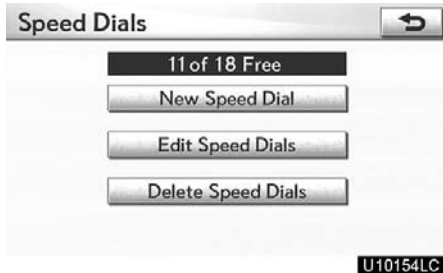 Speed Dials
11 of 18 Free
New Speed Dial
Edit Speed Dials
Delete Speed Dials
U10154LC